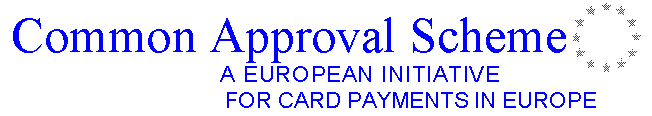 Common Approval Scheme
A EUROPEAN INITIATIVE
FOR CARD PAYMENTS IN EUROPE